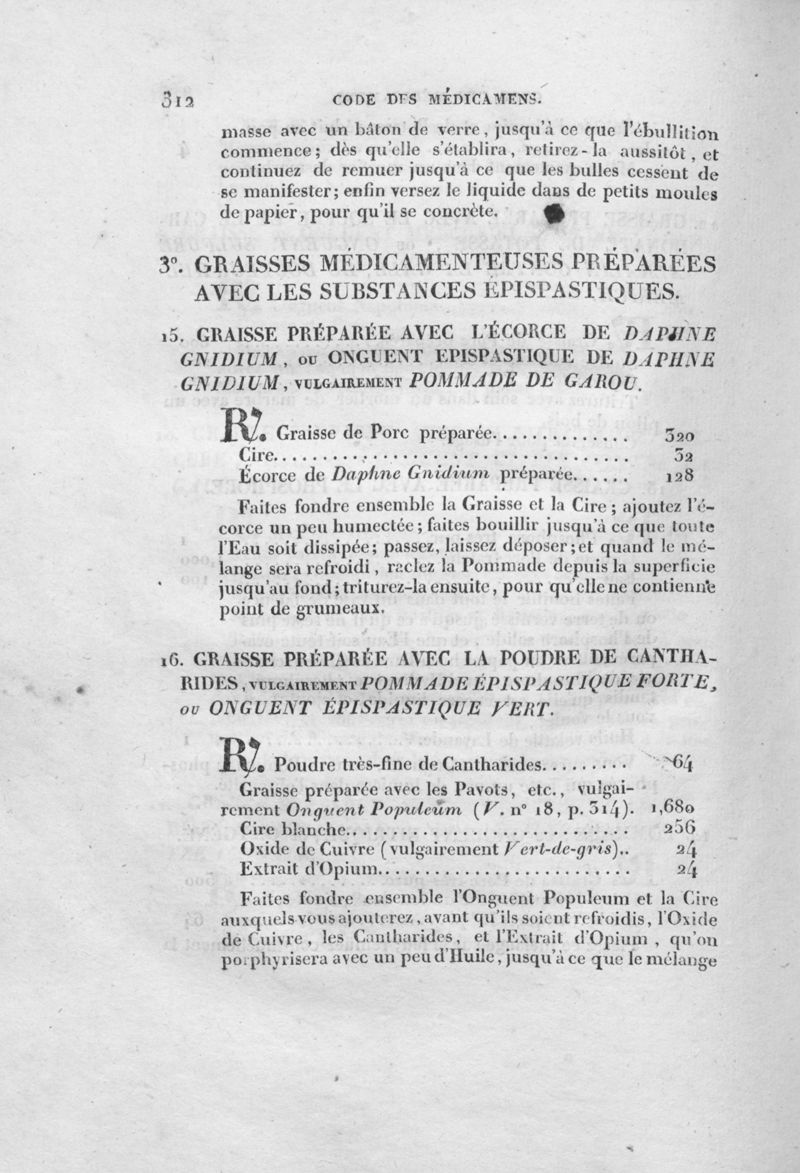 312 CODE DES MÉDICAMENS.
masse avec un bâton de verre, jusqu'à ce que l'ébullition
commence; dès qu'elle s'établira, retirez-la aussitôt, et
continuez de remuer jusqu'à ce que les bulles cessent de
se manifester; enfin versez le liquide dans de petits moules
de papier, pour qu'il se concrète.
3°. GRAISSES MÉDICAMENTEUSES PRÉPARÉES
AVEC LES SUBSTANCES ÉPISPASTIQUES.
15. GRAISSE PRÉPARÉE AVEC L'ÉCORCE DE DAPHNE
GNIDIUM, ou ONGUENT EPISPASTIQUE DE DAPHNE
GNIDIUM, VULGAIREMENT POMMADE DE GAROU.
℞. Graisse de Porc préparée.............. 320
Cire.................................... 32
Écorce de Daphne Gnidium préparée...... 128
Faites fondre ensemble la Graisse et la Cire; ajoutez l'é-
corce un peu humectée; faites bouillir jusqu'à ce que toute
l'Eau soit dissipée; passez, laissez déposer; et quand le mé-
lange sera refroidi, raclez la Pommade depuis la superficie
jusqu'au fond; triturez-la ensuite, pour qu'elle ne contienne
point de grumeaux.
16. GRAISSE PRÉPARÉE AVEC LA POUDRE DE CANTHA-
RIDES, VULGAIREMENT POMMADE ÉPISPASTIQUE FORTE,
ou ONGUENT ÉPISPASTIQUE VERT.
℞. Poudre très-fine de Cantharides......... 64
Graisse préparée avec les Pavots, etc., vulgai-
rement Onguent Populeum (V. n° 18, p. 314). 1,680
Cire blanche............................ 256
Oxide de Cuivre (vulgairement Vert-de-gris).. 24
Extrait d'Opium......................... 24
Faites fondre ensemble l'Onguent Populeum et la Cire
auxquels vous ajouterez, avant qu'ils soient refroidis, l'Oxide
de Cuivre, les Cantharides, et l'Extrait d'Opium, qu'on
porphyrisera avec un peu d'Huile, jusqu'à ce que le mélange